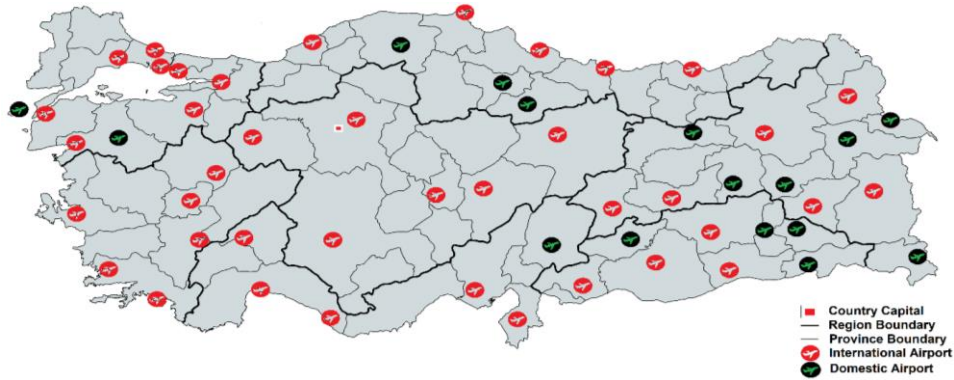 Country Capital
Region Boundary
Province Boundary
International Airport
Domestic Airport